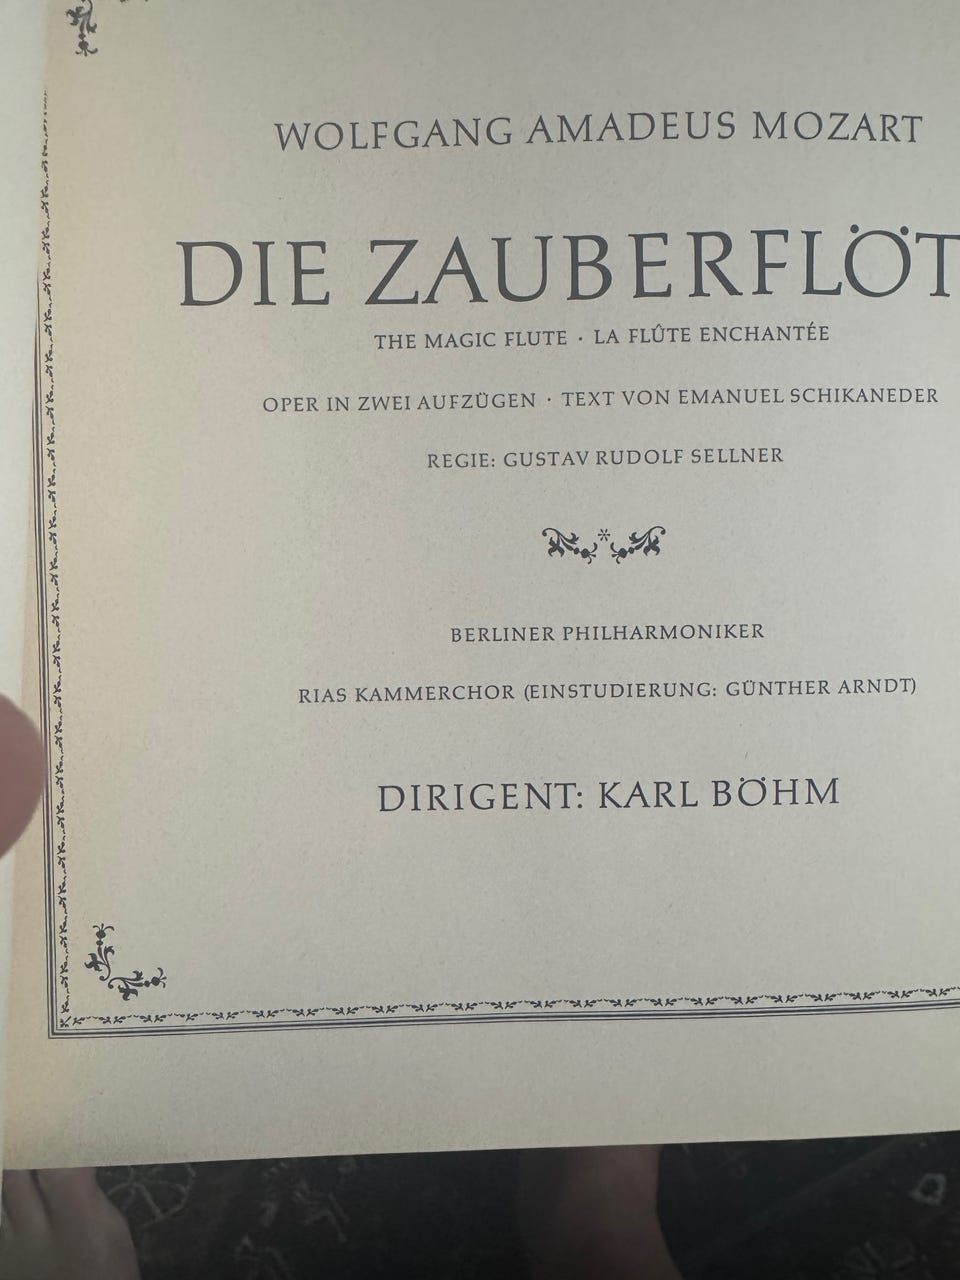 WOLFGANG AMADEUS MOZART
DIE ZAUBERFLÖT
THE MAGIC FLUTE · LA FLÛTE ENCHANTÉE
OPER IN ZWEI AUFZÜGEN · TEXT VON EMANUEL SCHIKANEDER
REGIE: GUSTAV RUDOLF SELLNER
BERLINER PHILHARMONIKER
RIAS KAMMERCHOR (EINSTUDIERUNG: GÜNTHER ARNDT)
DIRIGENT: KARL BÖHM